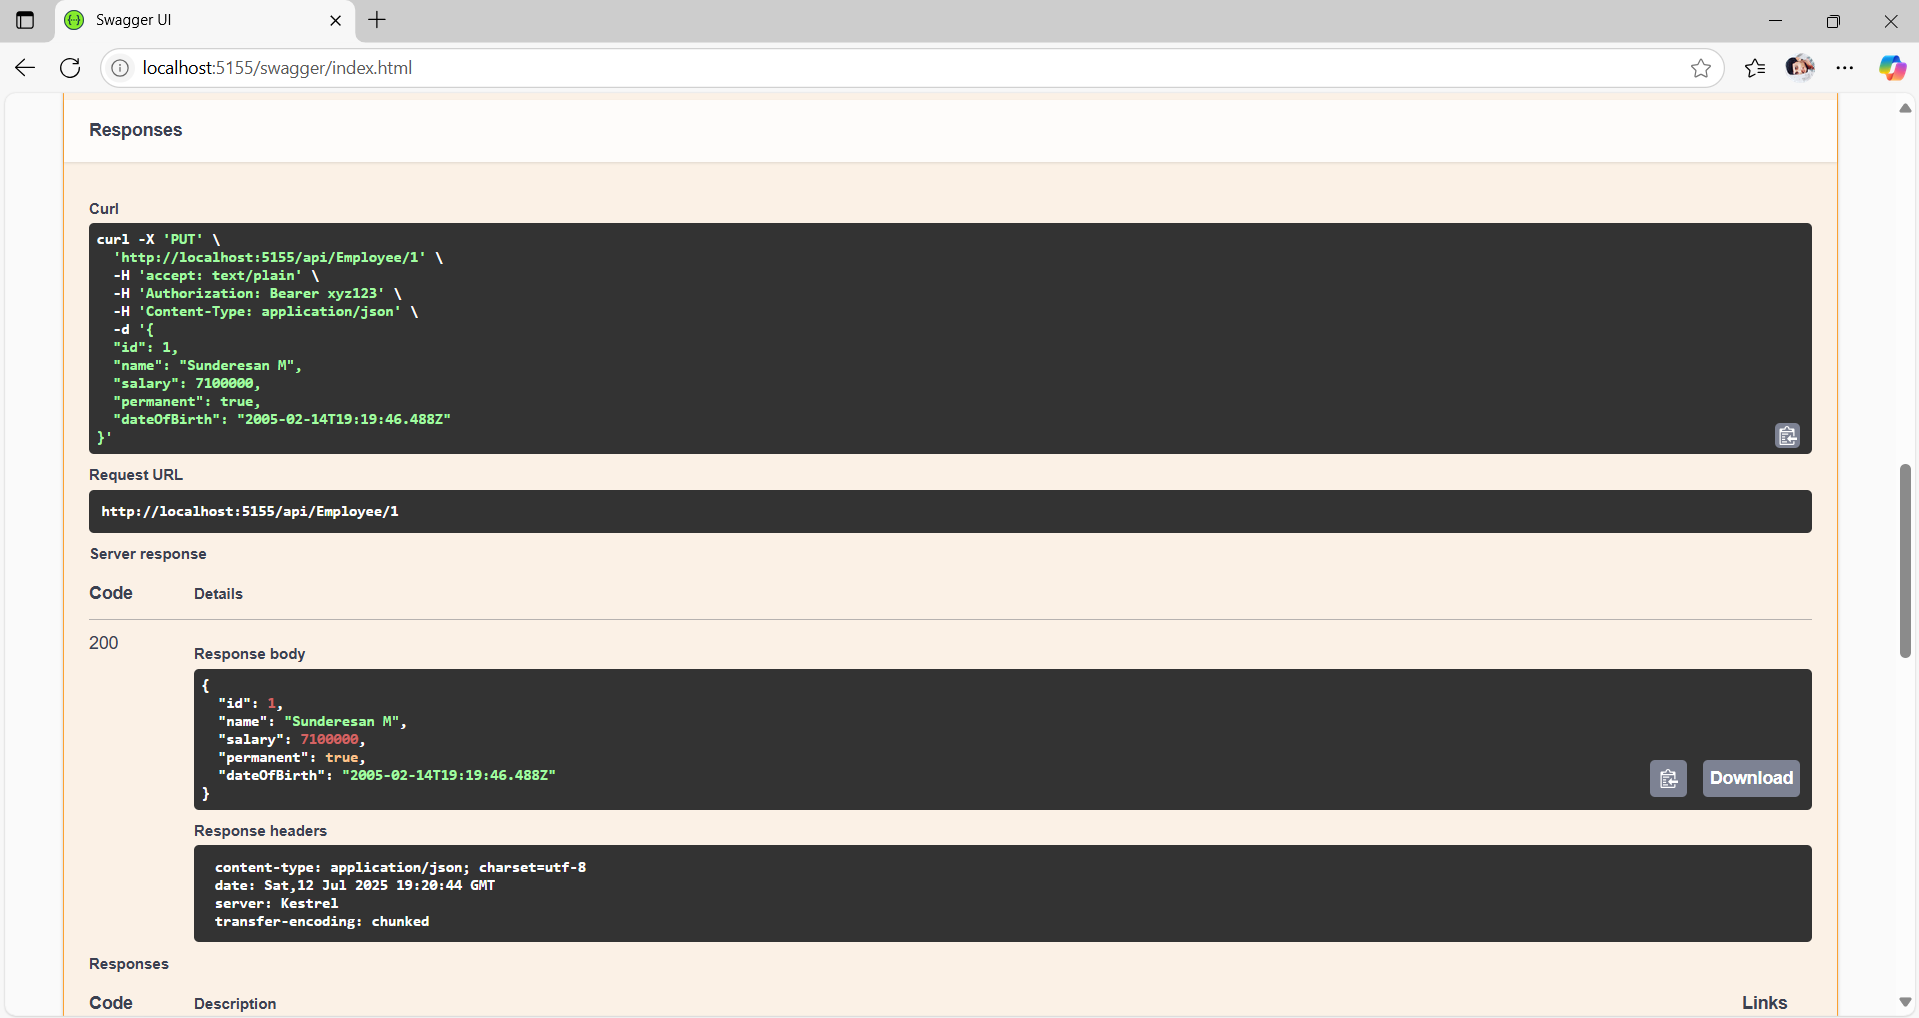 Swagger UI
localhost:5155/swagger/index.html
Responses
Curl
curl -X 'PUT' \
'http://localhost:5155/api/Employee/1' \
-H 'accept: text/plain' \
-H 'Authorization: Bearer xyz123' \
-H 'Content-Type: application/json' \
-d '{
"id": 1,
"name": "Sunderesan M",
"salary": 7100000,
"permanent": true,
"dateOfBirth": "2005-02-14T19:19:46.488Z"
}'
Request URL
http://localhost:5155/api/Employee/1
Server response
Code Details
200
Response body
{
"id": 1,
"name": "Sunderesan M",
"salary": 7100000,
"permanent": true,
"dateOfBirth": "2005-02-14T19:19:46.488Z"
}
Download
Response headers
content-type: application/json; charset=utf-8
date: Sat,12 Jul 2025 19:20:44 GMT
server: Kestrel
transfer-encoding: chunked
Responses
Code Description Links